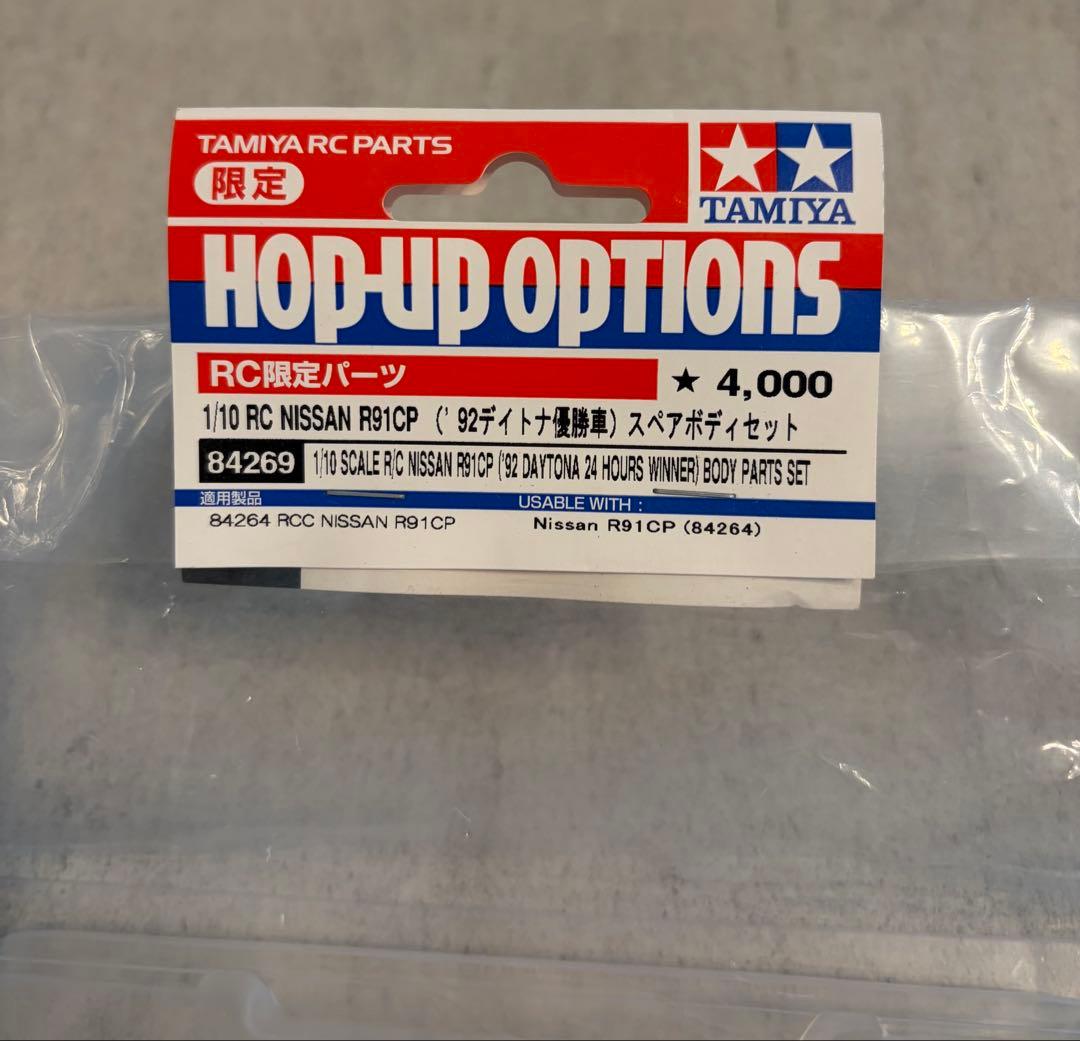 TAMIYA RC PARTS
限定
TAMIYA
HOP-UP OPTIONS
RC限定パーツ ★ 4,000
1/10 RC NISSAN R91CP （'92デイトナ優勝車）スペアボディセット
84269 1/10 SCALE R/C NISSAN R91CP ('92 DAYTONA 24 HOURS WINNER) BODY PARTS SET
適用製品 USABLE WITH :
84264 RCC NISSAN R91CP Nissan R91CP (84264)